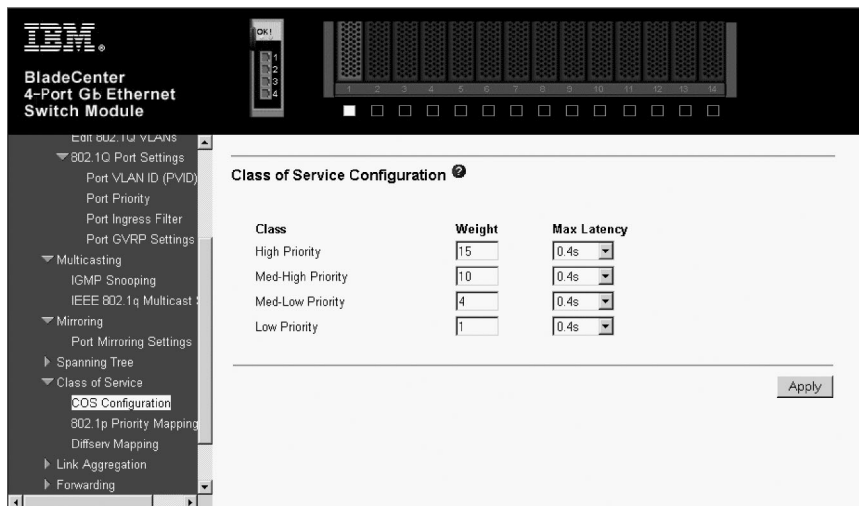 IBM
OK!
1
2
3
4
BladeCenter
4-Port Gb Ethernet
Switch Module
1 2 3 4 5 6 7 8 9 10 11 12 13 14
Edit 802.1Q VLANs
802.1Q Port Settings
Port VLAN ID (PVID)
Port Priority
Port Ingress Filter
Port GVRP Settings
Multicasting
IGMP Snooping
IEEE 802.1q Multicast
Mirroring
Port Mirroring Settings
Spanning Tree
Class of Service
COS Configuration
802.1p Priority Mapping
Diffserv Mapping
Link Aggregation
Forwarding
Class of Service Configuration ?
Class Weight Max Latency
High Priority 15 0.4s
Med-High Priority 10 0.4s
Med-Low Priority 4 0.4s
Low Priority 1 0.4s
Apply